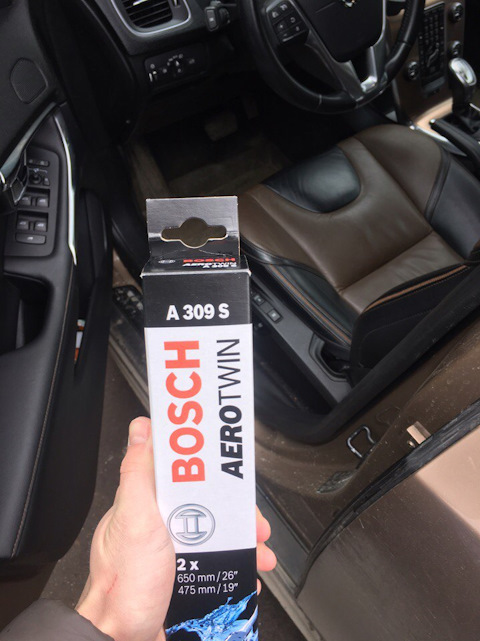 A 309 S
BOSCH
AEROTWIN
2 x
650 mm / 26"
475 mm / 19"